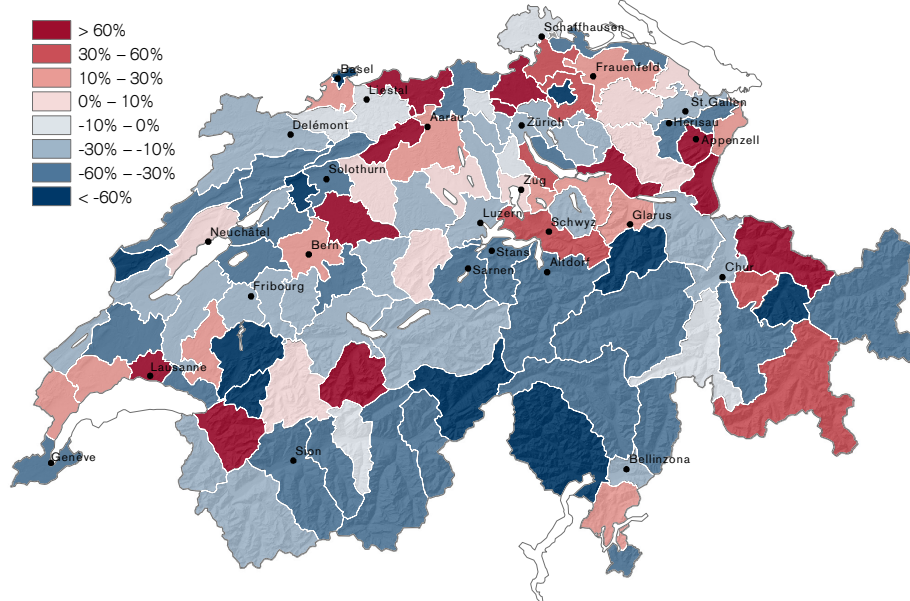 > 60%
30% – 60%
10% – 30%
0% – 10%
-10% – 0%
-30% – -10%
-60% – -30%
< -60%
Schaffhausen
Basel
Frauenfeld
Liestal
St.Gallen
Aarau
Zürich
Herisau
Delémont
Appenzell
Solothurn
Zug
Luzern
Glarus
Neuchâtel
Schwyz
Bern
Stans
Altdorf
Sarnen
Chur
Fribourg
Lausanne
Sion
Genève
Bellinzona